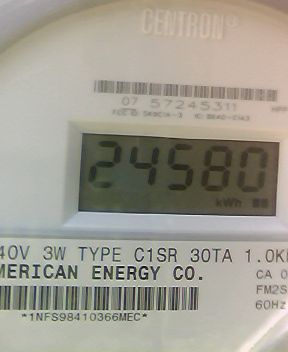 CENTRON®
07 57245311
24580
kWh
40V 3W TYPE C1SR 30TA 1.0K
MERICAN ENERGY CO.
CA 0
FM2S
60Hz
*1NFS98410366MEC*